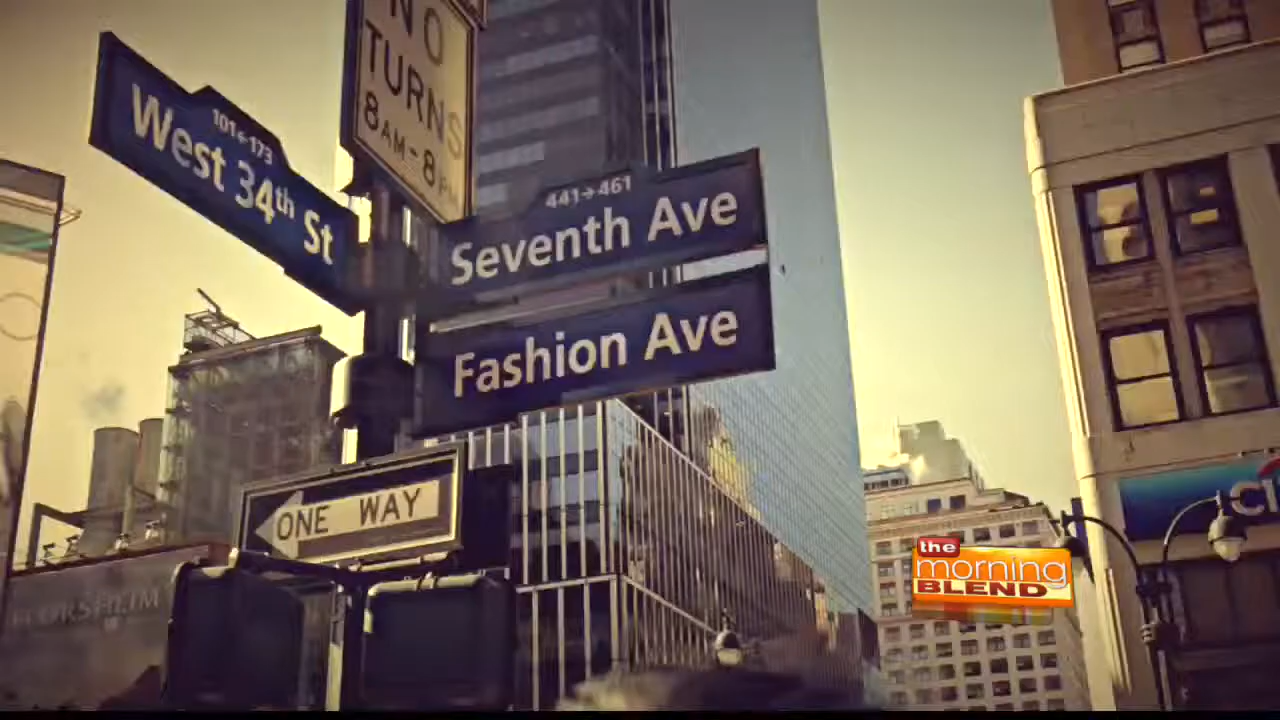 NO
TURNS
8AM-8PM
101←173
West 34th St
441→461
Seventh Ave
Fashion Ave
ONE WAY
FLORSHEIM
the
morning
BLEND